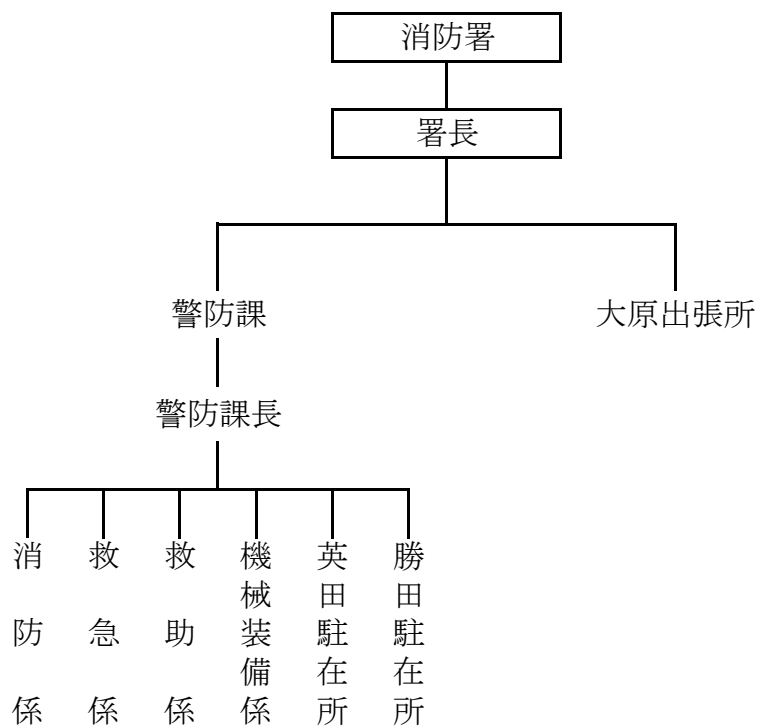 消防署
署長
警防課
大原出張所
警防課長
消防係
救急係
救助係
機械装備係
英田駐在所
勝田駐在所